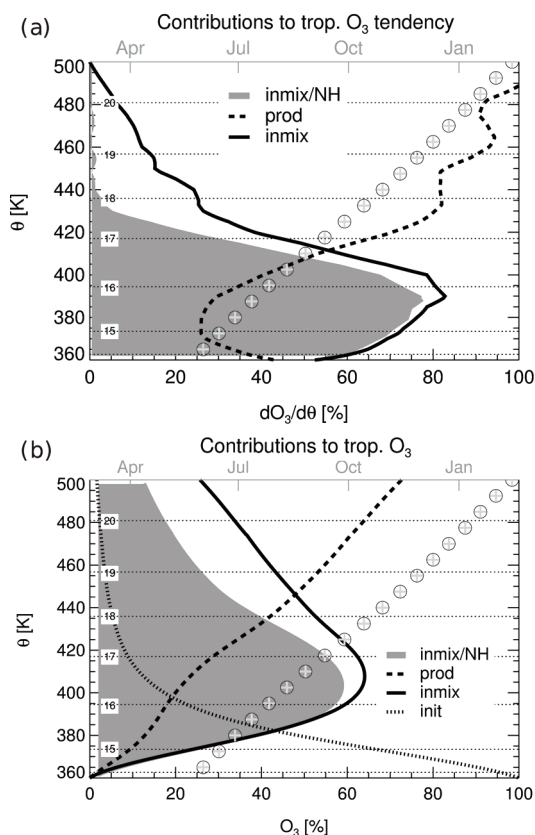 (a)
Contributions to trop. O₃ tendency
Apr Jul Oct Jan
500
480
460
440
420
400
380
360
θ [K]
20
19
18
17
16
15
inmix/NH
prod
inmix
0 20 40 60 80 100
dO₃/dθ [%]
(b)
Contributions to trop. O₃
Apr Jul Oct Jan
500
480
460
440
420
400
380
360
θ [K]
20
19
18
17
16
15
inmix/NH
prod
inmix
init
0 20 40 60 80 100
O₃ [%]